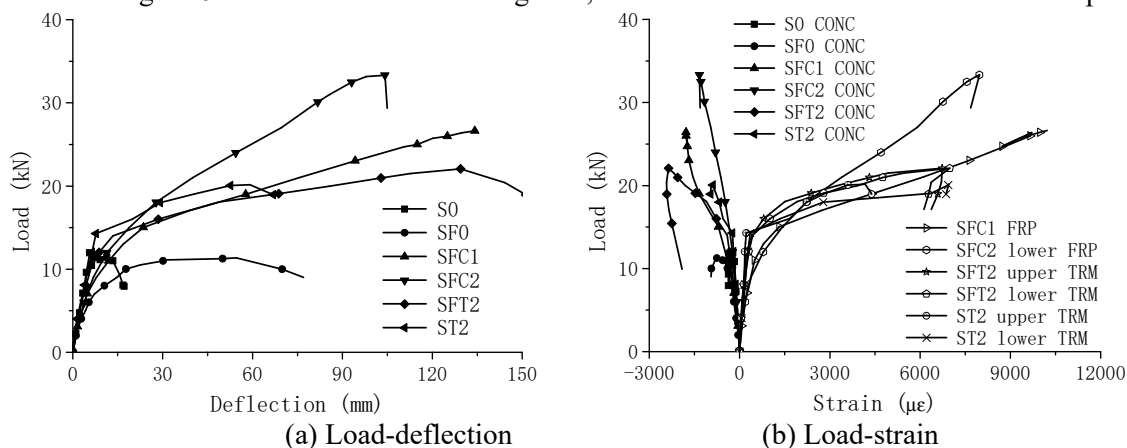 40
30
20
10
0
Load (kN)
0 30 60 90 120 150
Deflection (mm)
S0
SF0
SFC1
SFC2
SFT2
ST2
(a) Load-deflection
40
30
20
10
0
Load (kN)
-3000 0 3000 6000 9000 12000
Strain (με)
S0 CONC
SF0 CONC
SFC1 CONC
SFC2 CONC
SFT2 CONC
ST2 CONC
SFC1 FRP
SFC2 lower FRP
SFT2 upper TRM
SFT2 lower TRM
ST2 upper TRM
ST2 lower TRM
(b) Load-strain